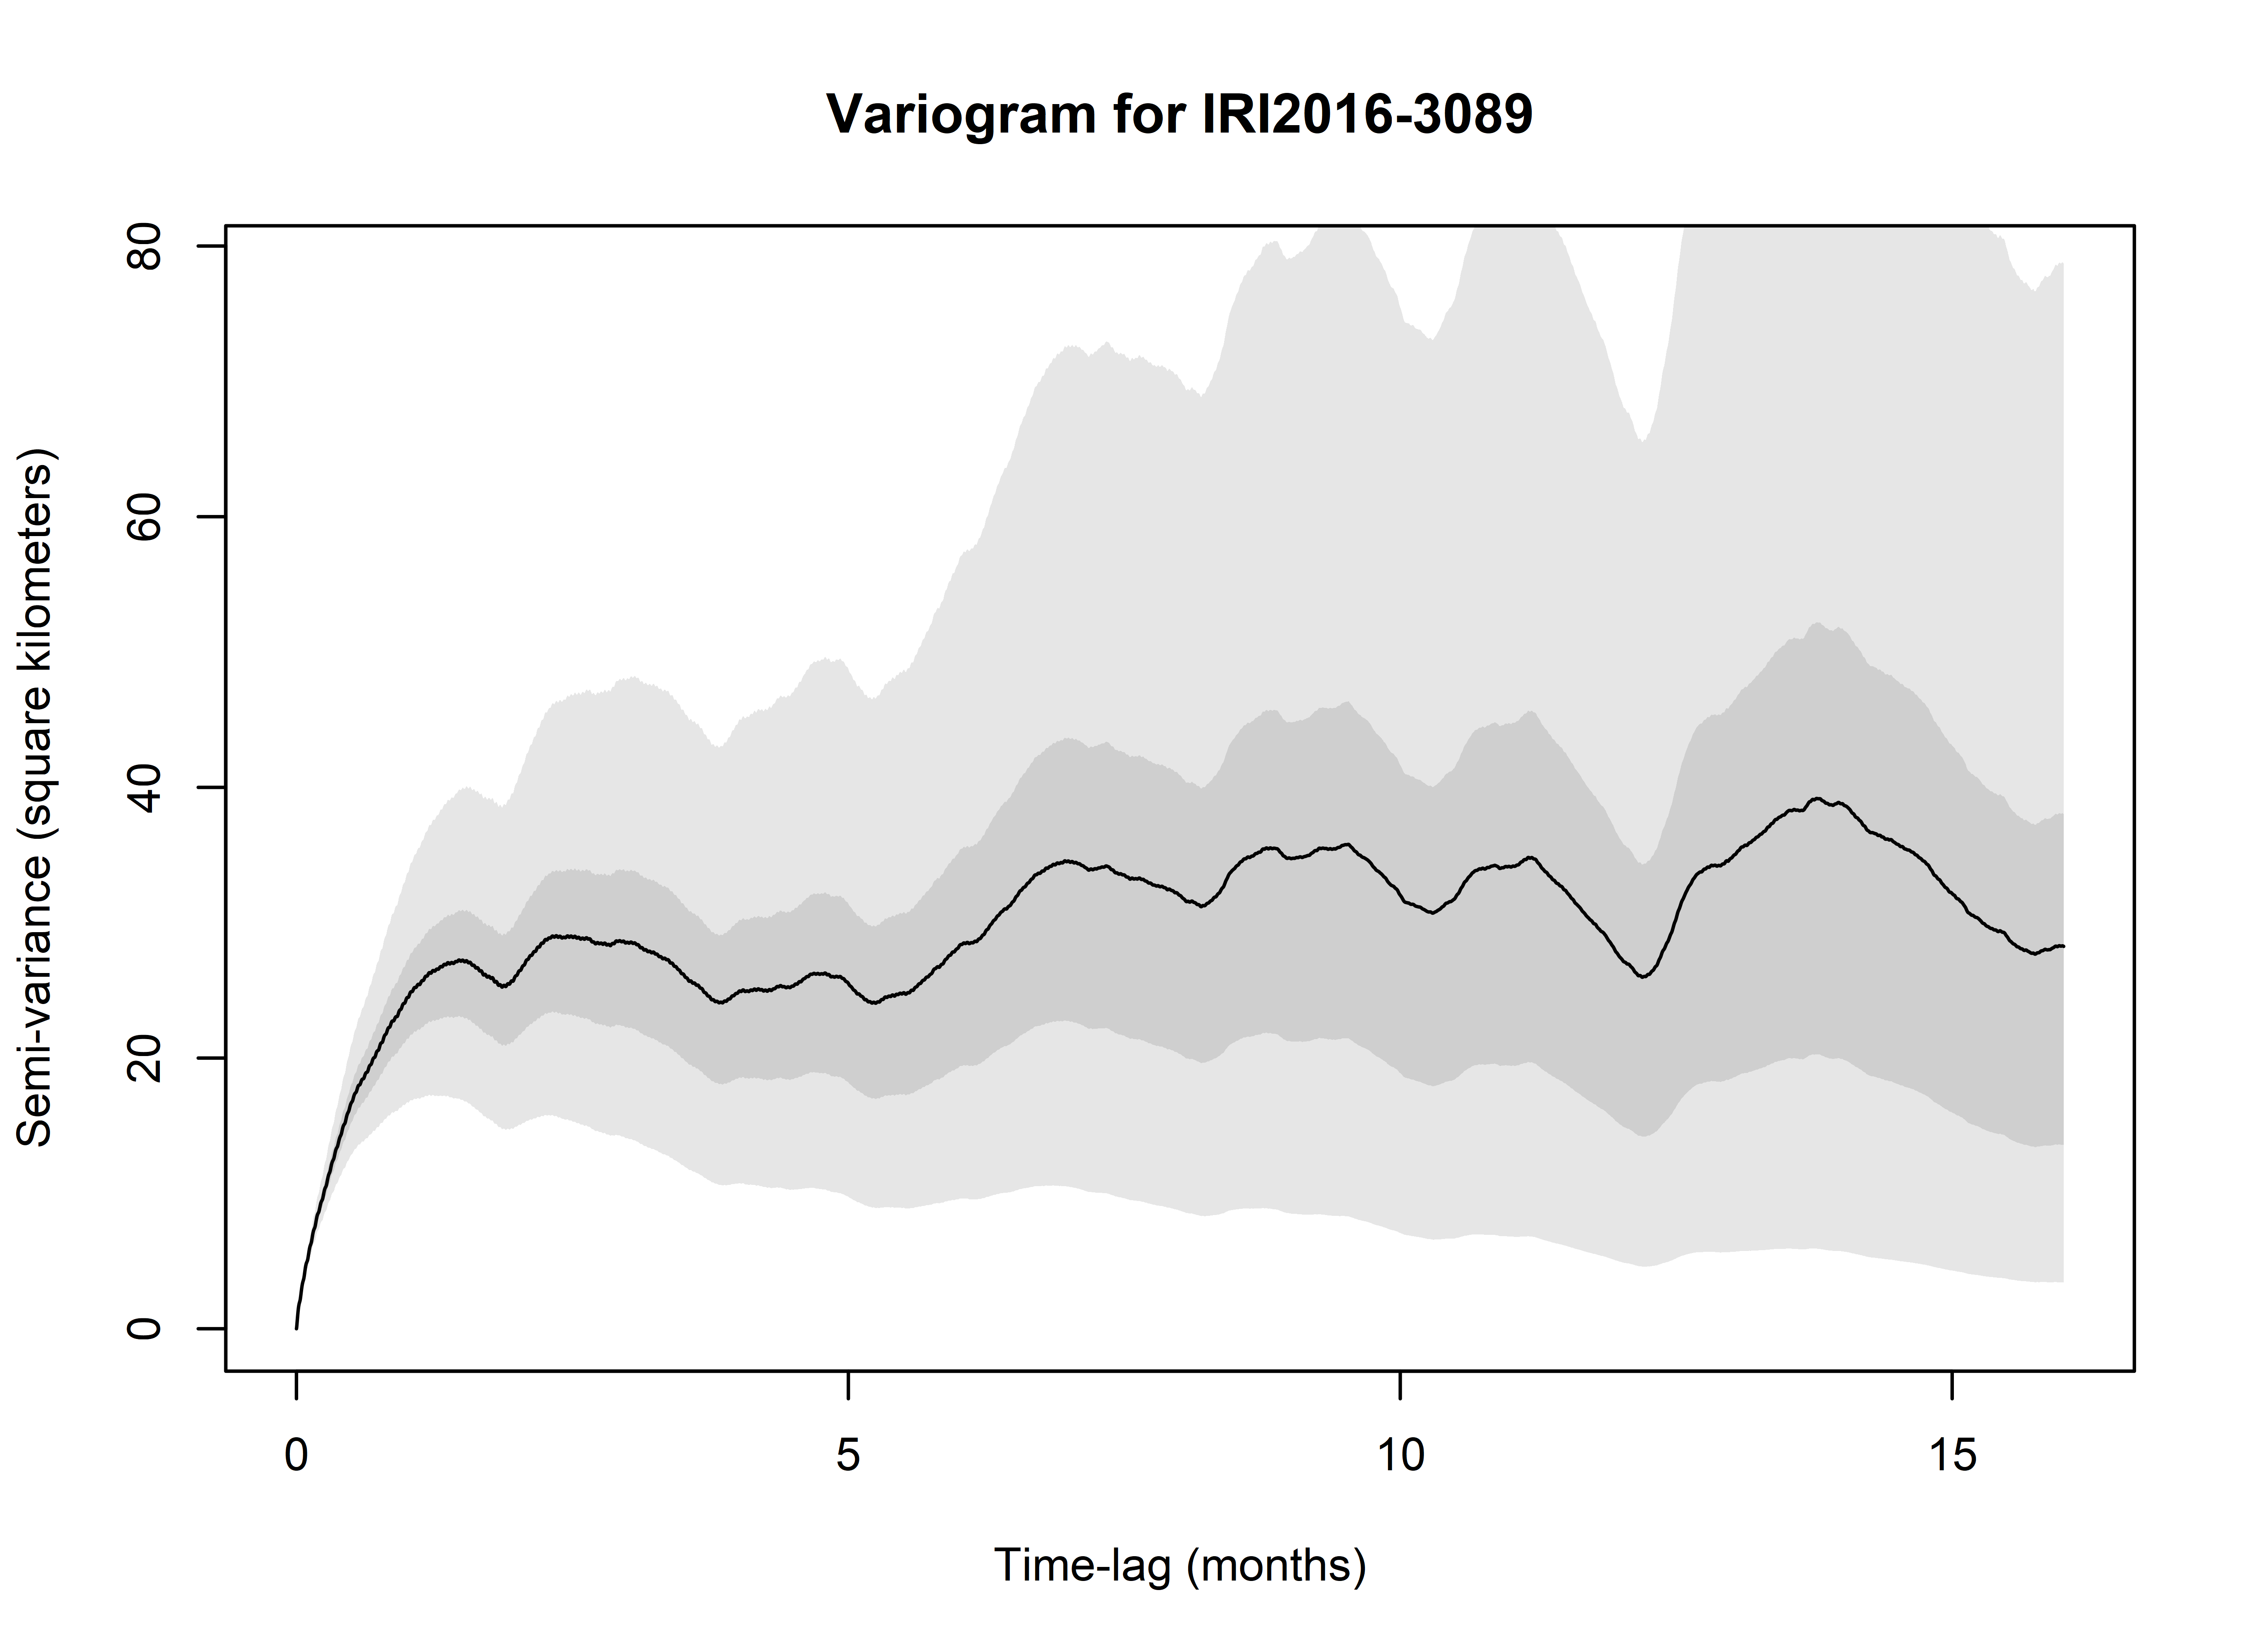 Variogram for IRI2016-3089
Semi-variance (square kilometers)
80
60
40
20
0
0 5 10 15
Time-lag (months)